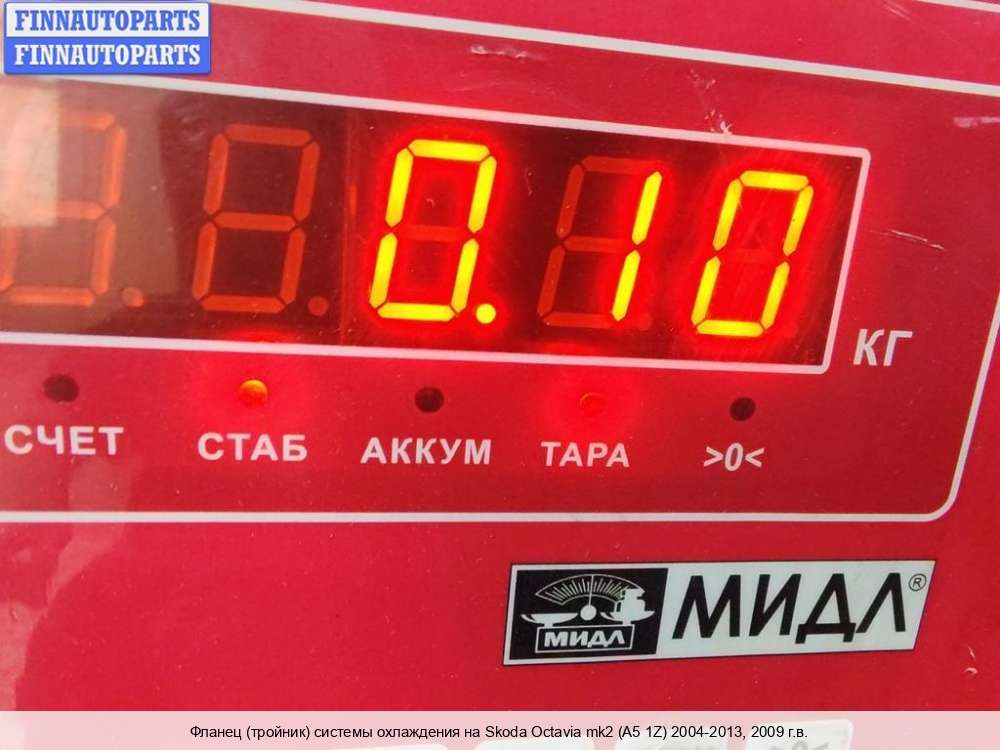 FINNAUTOPARTS
FINNAUTOPARTS
0.10
КГ
СЧЕТ СТАБ АККУМ ТАРА >0<
МИДЛ МИДЛ®
Фланец (тройник) системы охлаждения на Skoda Octavia mk2 (A5 1Z) 2004-2013, 2009 г.в.